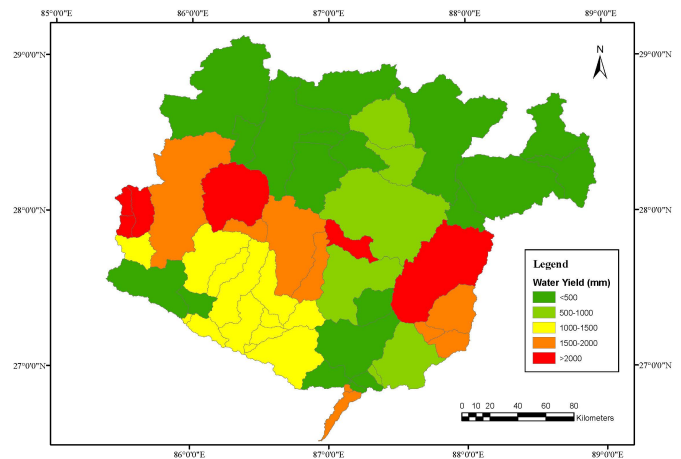 85°0'0"E 86°0'0"E 87°0'0"E 88°0'0"E 89°0'0"E
29°0'0"N 29°0'0"N
N
28°0'0"N 28°0'0"N
Legend
Water Yield (mm)
<500
500-1000
1000-1500
1500-2000
>2000
27°0'0"N 27°0'0"N
0 10 20 40 60 80
Kilometers
86°0'0"E 87°0'0"E 88°0'0"E 89°0'0"E